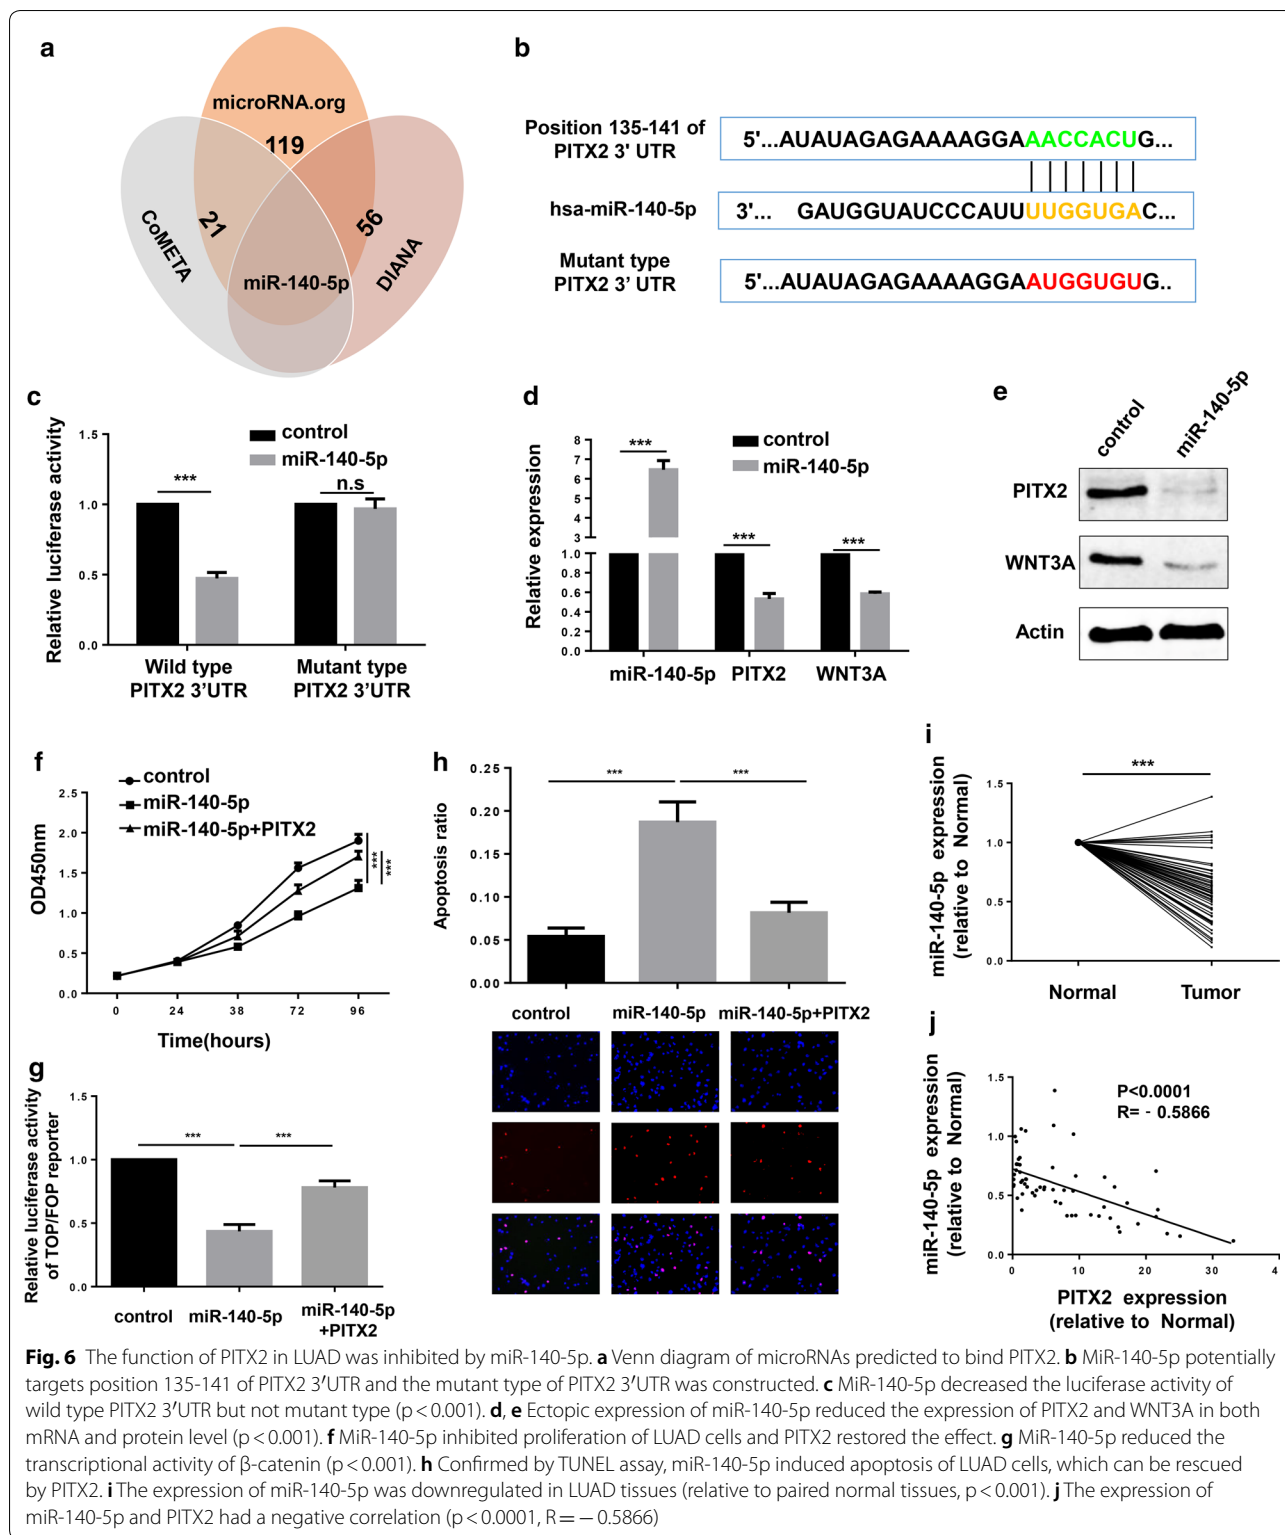 a
microRNA.org
119
21
56
CoMETA
DIANA
miR-140-5p
b
Position 135-141 of
PITX2 3' UTR
5'...AUAUAGAGAAAAGGAAACCACUG...
hsa-miR-140-5p
3'... GAUGGUAUCCCAUUUUGGUGAC...
Mutant type
PITX2 3' UTR
5'...AUAUAGAGAAAAGGAAUGGUGUG..
c
Relative luciferase activity
1.5
1.0
0.5
0.0
control
miR-140-5p
***
n.s
Wild type
PITX2 3'UTR
Mutant type
PITX2 3'UTR
d
Relative expression
8
7
6
5
4
3
1.0
0.8
0.6
0.4
0.2
0.0
control
miR-140-5p
***
***
***
miR-140-5p
PITX2
WNT3A
e
control
miR-140-5p
PITX2
WNT3A
Actin
f
control
miR-140-5p
miR-140-5p+PITX2
OD450nm
2.5
2.0
1.5
1.0
0.5
0.0
***
***
0 24 38 72 96
Time(hours)
g
Relative luciferase activity
of TOP/FOP reporter
1.5
1.0
0.5
0.0
***
***
control
miR-140-5p
miR-140-5p
+PITX2
h
Apoptosis ratio
0.25
0.20
0.15
0.10
0.05
0.00
***
***
control
miR-140-5p
miR-140-5p+PITX2
i
miR-140-5p expression
(relative to Normal)
1.5
1.0
0.5
0.0
***
Normal
Tumor
j
miR-140-5p expression
(relative to Normal)
1.5
1.0
0.5
0.0
P<0.0001
R= - 0.5866
0 10 20 30 4
PITX2 expression
(relative to Normal)
Fig. 6 The function of PITX2 in LUAD was inhibited by miR-140-5p. a Venn diagram of microRNAs predicted to bind PITX2. b MiR-140-5p potentially
targets position 135-141 of PITX2 3′UTR and the mutant type of PITX2 3′UTR was constructed. c MiR-140-5p decreased the luciferase activity of
wild type PITX2 3′UTR but not mutant type (p < 0.001). d, e Ectopic expression of miR-140-5p reduced the expression of PITX2 and WNT3A in both
mRNA and protein level (p < 0.001). f MiR-140-5p inhibited proliferation of LUAD cells and PITX2 restored the effect. g MiR-140-5p reduced the
transcriptional activity of β-catenin (p < 0.001). h Confirmed by TUNEL assay, miR-140-5p induced apoptosis of LUAD cells, which can be rescued
by PITX2. i The expression of miR-140-5p was downregulated in LUAD tissues (relative to paired normal tissues, p < 0.001). j The expression of
miR-140-5p and PITX2 had a negative correlation (p < 0.0001, R = − 0.5866)